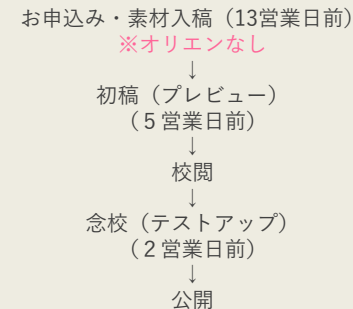 お申込み・素材入稿（13営業日前）
※オリエンなし
↓
初稿（プレビュー）
（５営業日前）
↓
校閲
↓
念校（テストアップ）
（２営業日前）
↓
公開